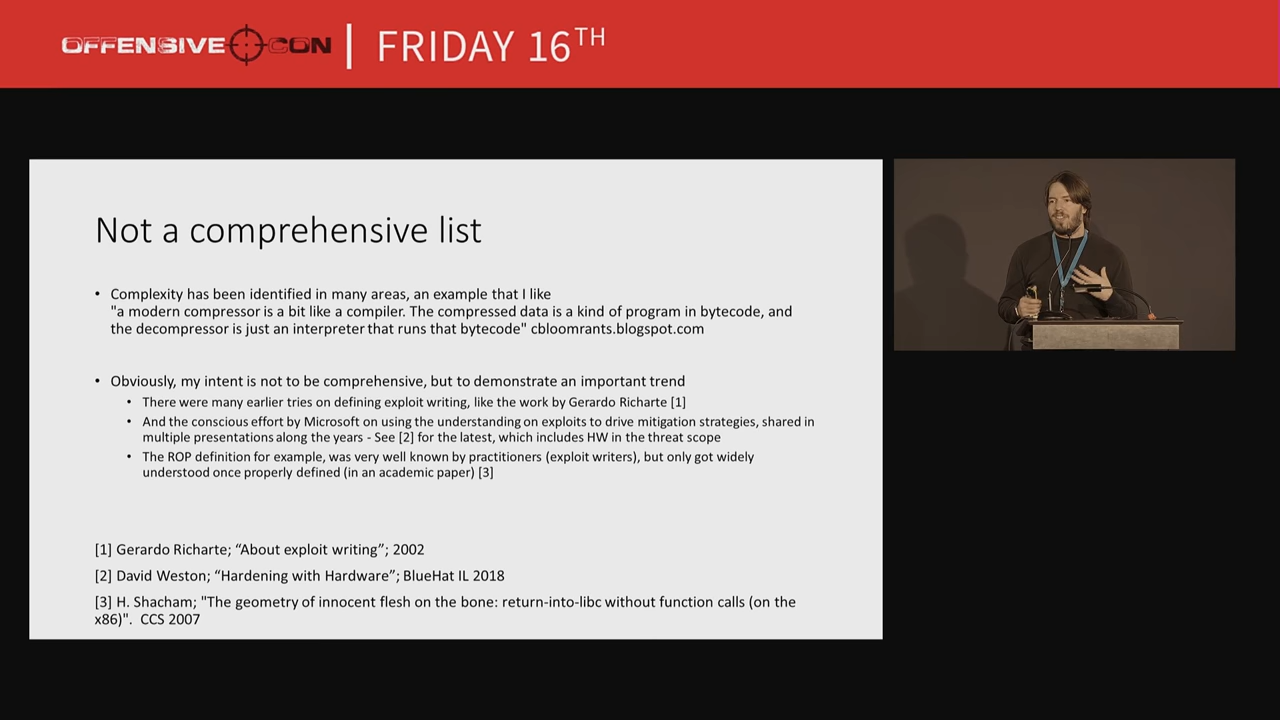 OFFENSIVE CON | FRIDAY 16TH
Not a comprehensive list
• Complexity has been identified in many areas, an example that I like
"a modern compressor is a bit like a compiler. The compressed data is a kind of program in bytecode, and
the decompressor is just an interpreter that runs that bytecode" cbloomrants.blogspot.com
• Obviously, my intent is not to be comprehensive, but to demonstrate an important trend
• There were many earlier tries on defining exploit writing, like the work by Gerardo Richarte [1]
• And the conscious effort by Microsoft on using the understanding on exploits to drive mitigation strategies, shared in
multiple presentations along the years - See [2] for the latest, which includes HW in the threat scope
• The ROP definition for example, was very well known by practitioners (exploit writers), but only got widely
understood once properly defined (in an academic paper) [3]
[1] Gerardo Richarte; “About exploit writing”; 2002
[2] David Weston; “Hardening with Hardware”; BlueHat IL 2018
[3] H. Shacham; "The geometry of innocent flesh on the bone: return-into-libc without function calls (on the
x86)". CCS 2007